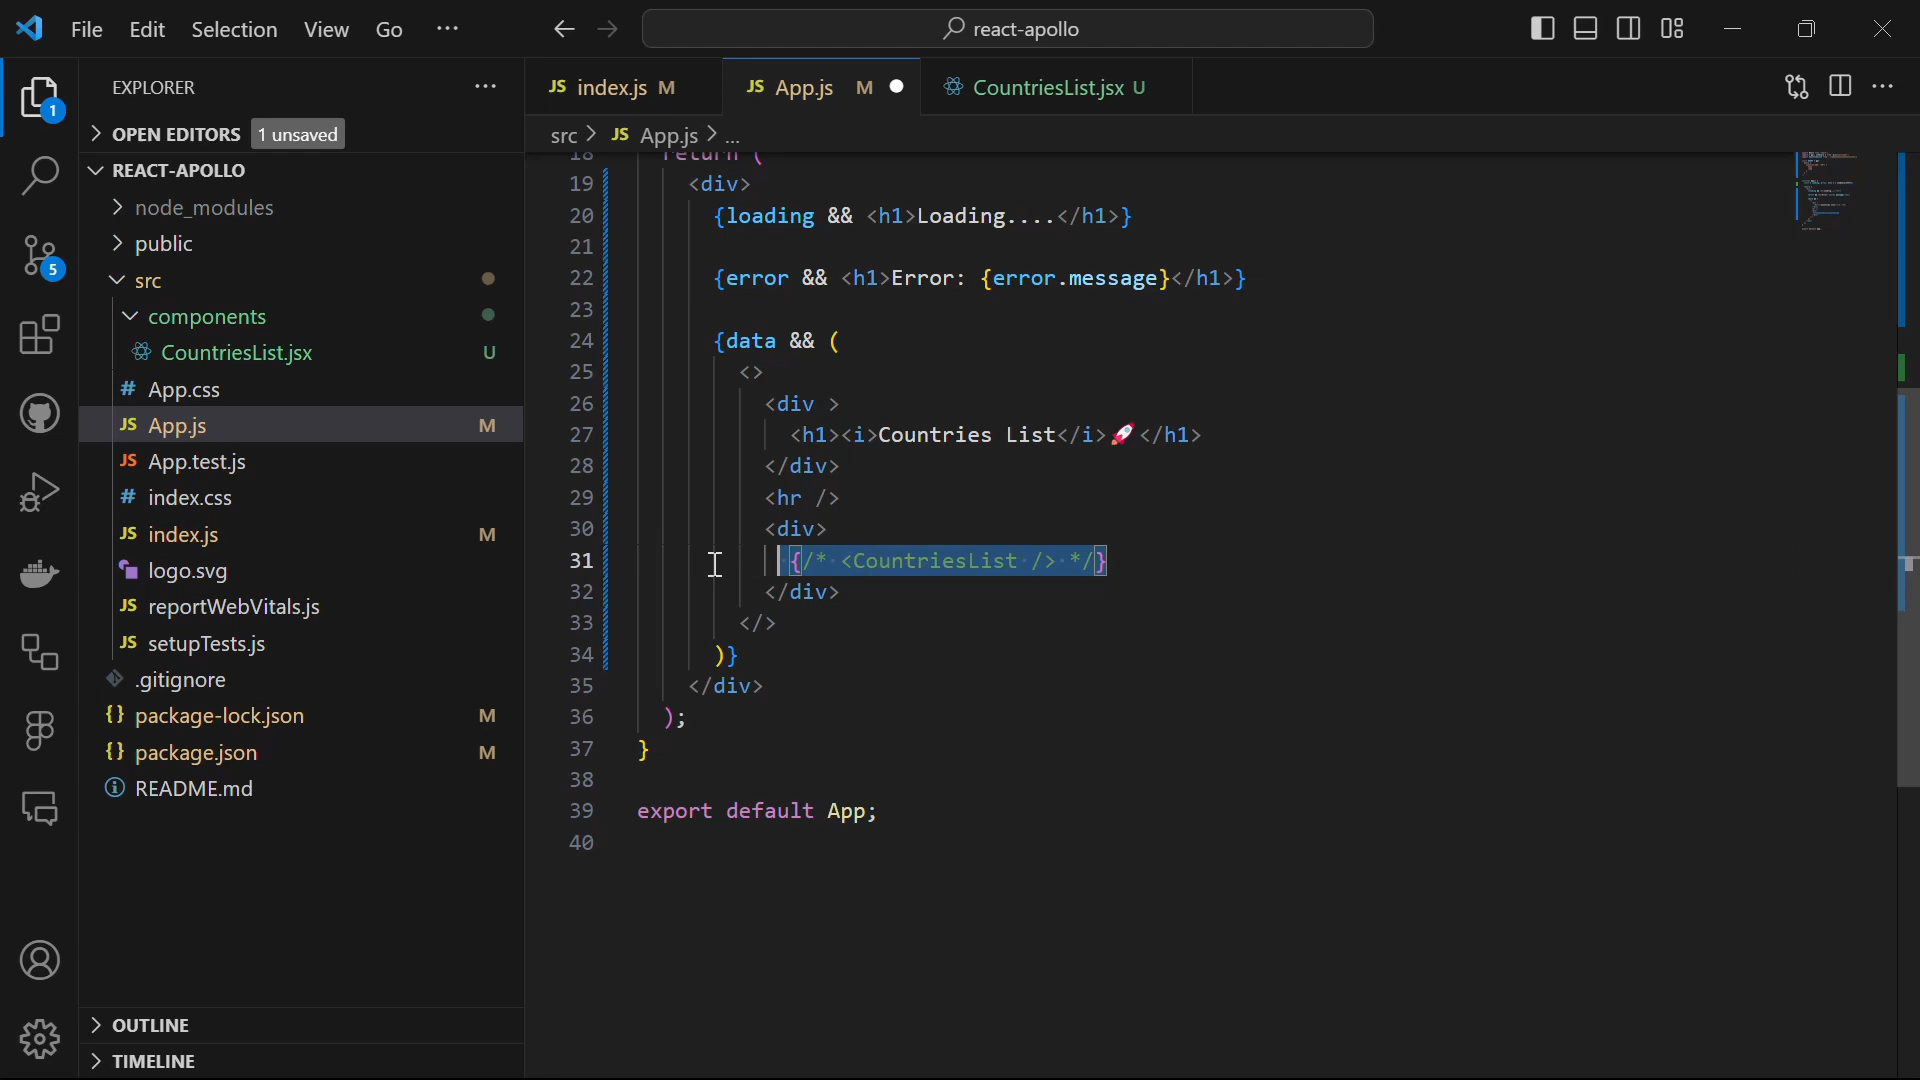 File Edit Selection View Go ··· react-apollo
EXPLORER ···
OPEN EDITORS 1 unsaved
REACT-APOLLO
node_modules
public
src
components
CountriesList.jsx U
# App.css
JS App.js M
JS App.test.js
# index.css
JS index.js M
logo.svg
JS reportWebVitals.js
JS setupTests.js
.gitignore
{} package-lock.json M
{} package.json M
README.md
OUTLINE
TIMELINE
1
5
JS index.js M JS App.js M CountriesList.jsx U ···
src > JS App.js > ...
18 return (
19 <div>
20 {loading && <h1>Loading....</h1>}
21
22 {error && <h1>Error: {error.message}</h1>}
23
24 {data && (
25 <>
26 <div >
27 <h1><i>Countries List</i>🚀</h1>
28 </div>
29 <hr />
30 <div>
31 {/* <CountriesList /> */}
32 </div>
33 </>
34 )}
35 </div>
36 );
37 }
38
39 export default App;
40